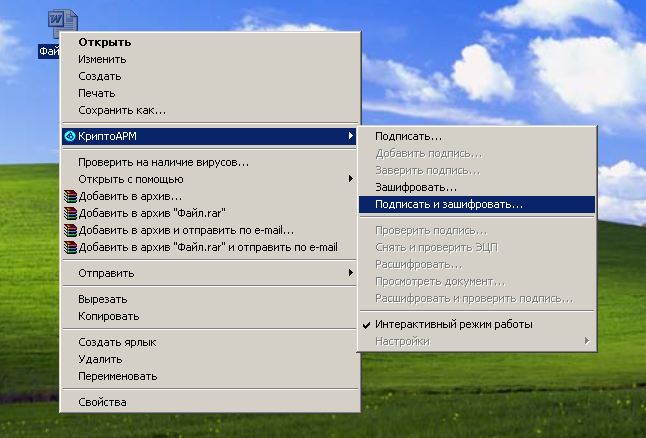 Фай
Открыть
Изменить
Создать
Печать
Сохранить как...
КриптоАРМ
Проверить на наличие вирусов...
Открыть с помощью
Добавить в архив...
Добавить в архив "Файл.rar"
Добавить в архив и отправить по e-mail...
Добавить в архив "Файл.rar" и отправить по e-mail
Отправить
Вырезать
Копировать
Создать ярлык
Удалить
Переименовать
Свойства
Подписать...
Добавить подпись...
Заверить подпись...
Зашифровать...
Подписать и зашифровать...
Проверить подпись...
Снять и проверить ЭЦП
Расшифровать...
Просмотреть документ...
Расшифровать и проверить подпись...
Интерактивный режим работы
Настройки